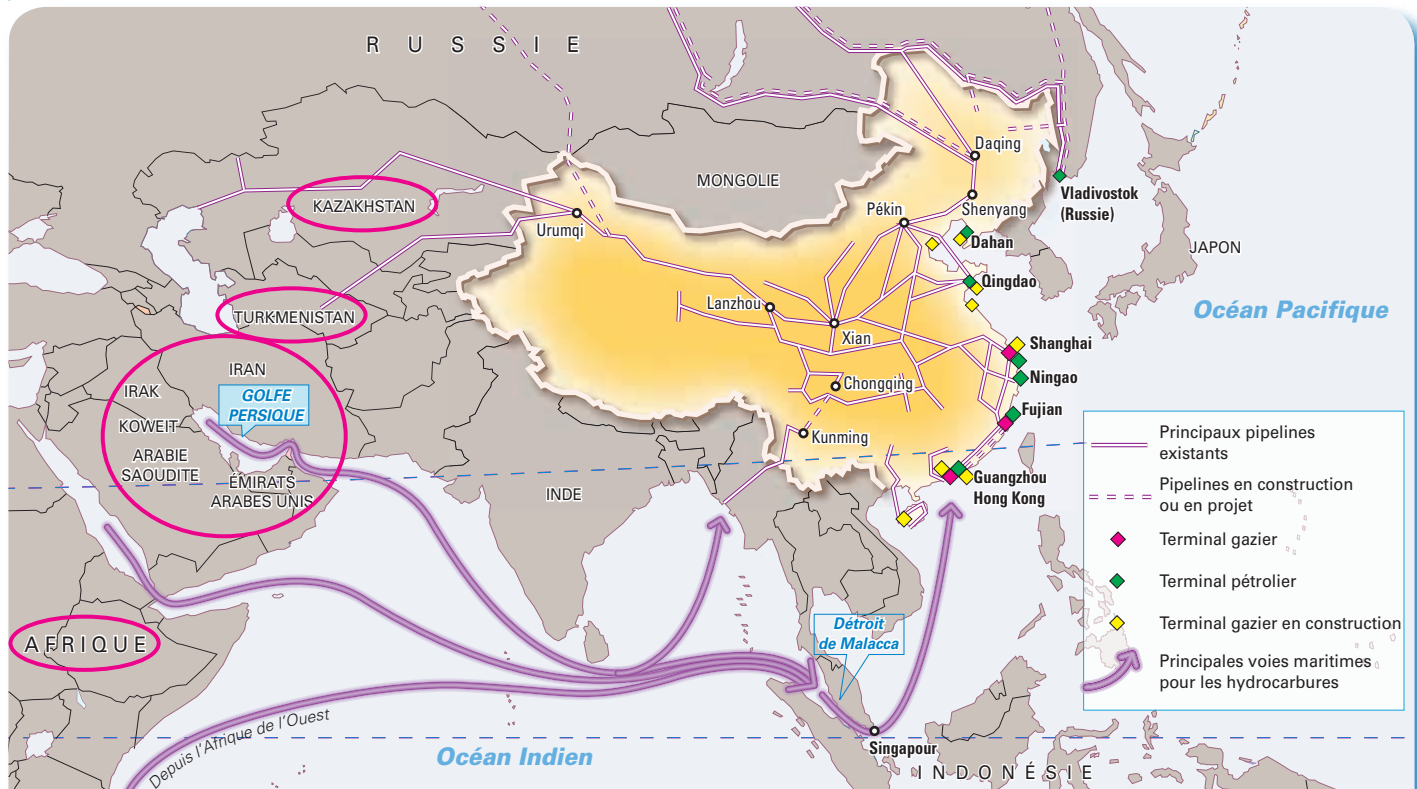 RUSSIE
MONGOLIE
Daqing
Vladivostok
(Russie)
KAZAKHSTAN
Urumqi
Pékin
Shenyang
Dahan
JAPON
Qingdao
Océan Pacifique
Lanzhou
TURKMENISTAN
Xian
Shanghai
Ningao
IRAN
IRAK
GOLFE
PERSIQUE
Chongqing
Fujian
KOWEIT
Kunming
ARABIE
SAOUDITE
ÉMIRATS
ARABES UNIS
INDE
Guangzhou
Hong Kong
Principaux pipelines
existants
Pipelines en construction
ou en projet
Terminal gazier
Terminal pétrolier
Terminal gazier en construction
Principales voies maritimes
pour les hydrocarbures
AFRIQUE
Détroit
de Malacca
Depuis l'Afrique de l'Ouest
Océan Indien
Singapour
INDONÉSIE